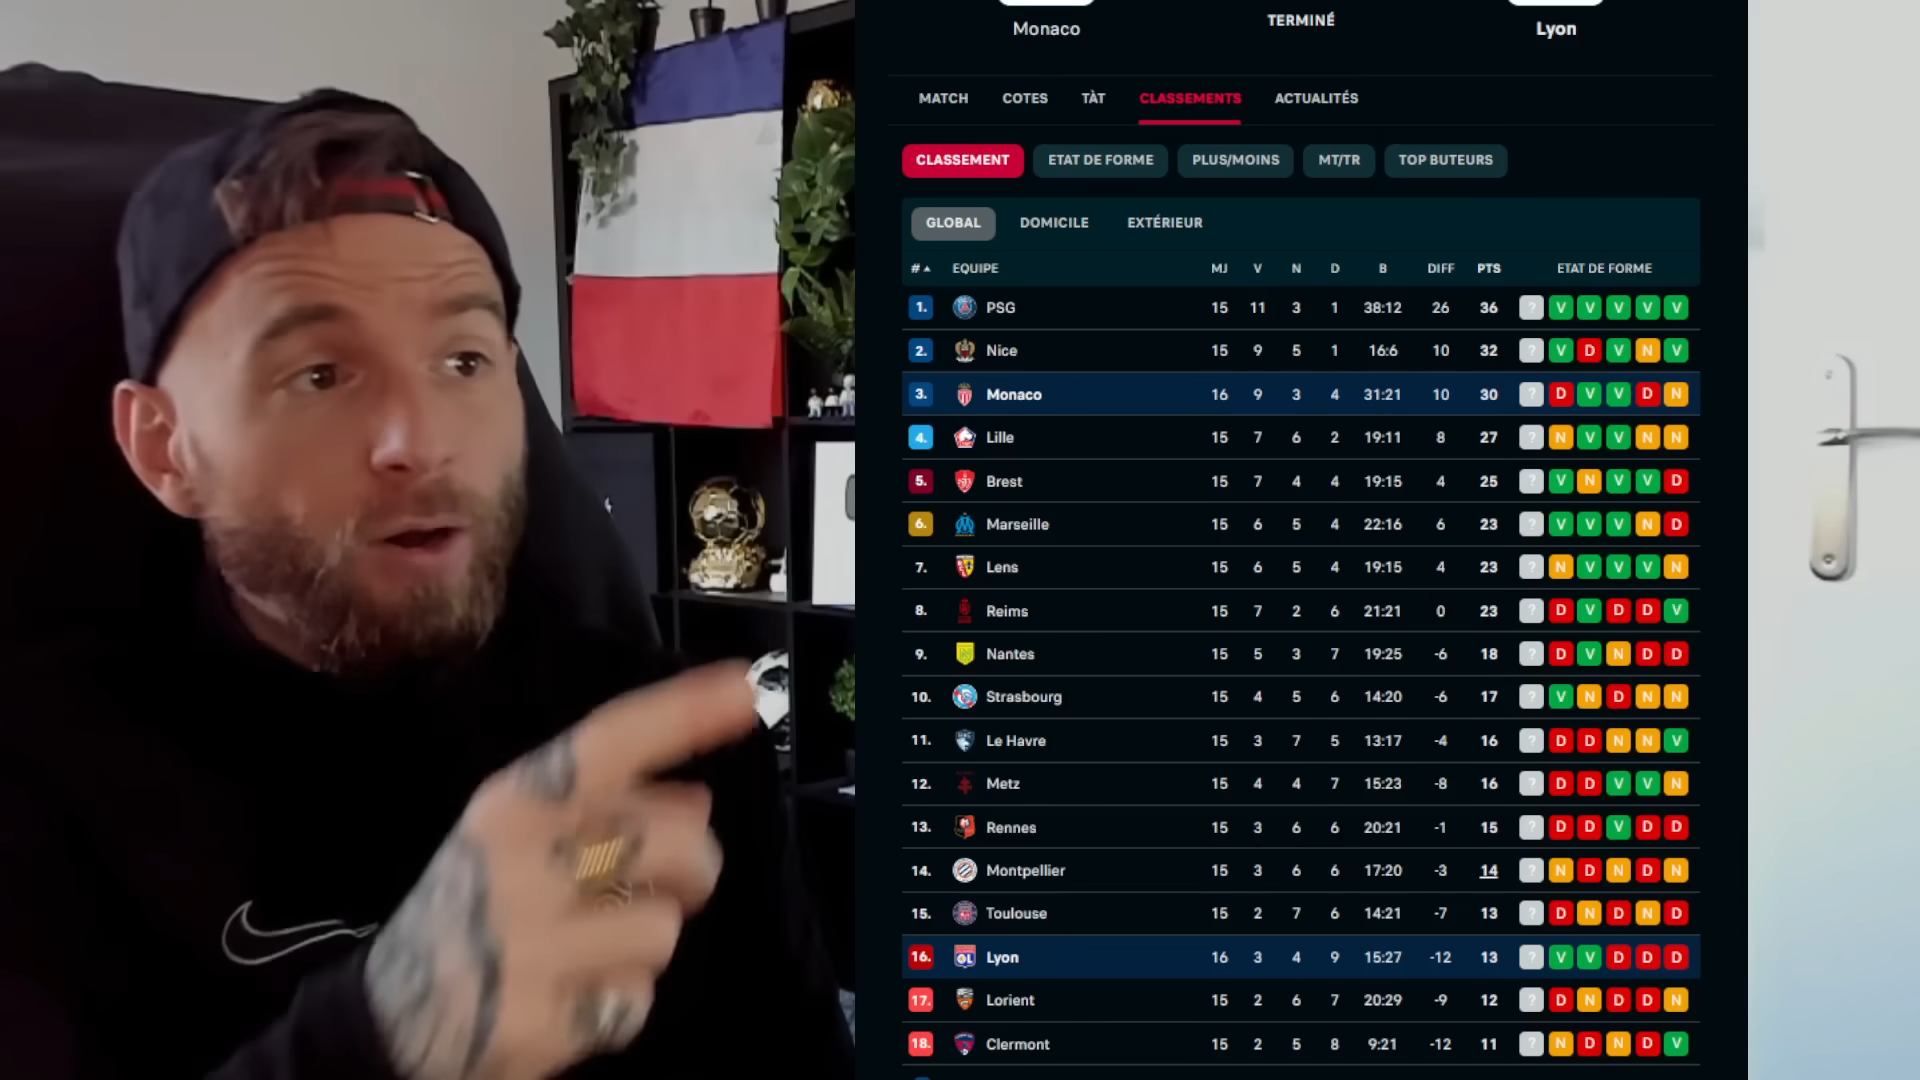 Monaco TERMINÉ Lyon
MATCH COTES TÀT CLASSEMENTS ACTUALITÉS
CLASSEMENT ETAT DE FORME PLUS/MOINS MT/TR TOP BUTEURS
GLOBAL DOMICILE EXTÉRIEUR
# EQUIPE MJ V N D B DIFF PTS ETAT DE FORME
1. PSG 15 11 3 1 38:12 26 36 ? V V V V V
2. Nice 15 9 5 1 16:6 10 32 ? V D V N V
3. Monaco 16 9 3 4 31:21 10 30 ? D V V D N
4. Lille 15 7 6 2 19:11 8 27 ? N V V N N
5. Brest 15 7 4 4 19:15 4 25 ? V N V V D
6. Marseille 15 6 5 4 22:16 6 23 ? V V V N D
7. Lens 15 6 5 4 19:15 4 23 ? N V V V N
8. Reims 15 7 2 6 21:21 0 23 ? D V D D V
9. Nantes 15 5 3 7 19:25 -6 18 ? D V N D D
10. Strasbourg 15 4 5 6 14:20 -6 17 ? V N D N N
11. Le Havre 15 3 7 5 13:17 -4 16 ? D D N N V
12. Metz 15 4 4 7 15:23 -8 16 ? D D V V N
13. Rennes 15 3 6 6 20:21 -1 15 ? D D V D D
14. Montpellier 15 3 6 6 17:20 -3 14 ? N D N D N
15. Toulouse 15 2 7 6 14:21 -7 13 ? D N D N D
16. Lyon 16 3 4 9 15:27 -12 13 ? V V D D D
17. Lorient 15 2 6 7 20:29 -9 12 ? D N D D N
18. Clermont 15 2 5 8 9:21 -12 11 ? N D N D V